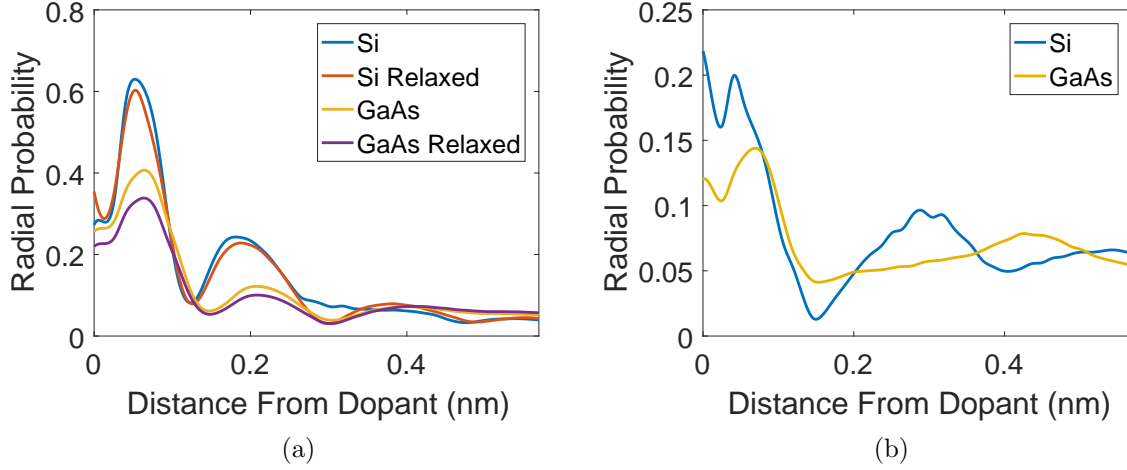 0.8
0.6
0.4
0.2
0
Radial Probability
Si
Si Relaxed
GaAs
GaAs Relaxed
0 0.2 0.4
Distance From Dopant (nm)
(a)
0.25
0.2
0.15
0.1
0.05
0
Radial Probability
Si
GaAs
0 0.2 0.4
Distance From Dopant (nm)
(b)